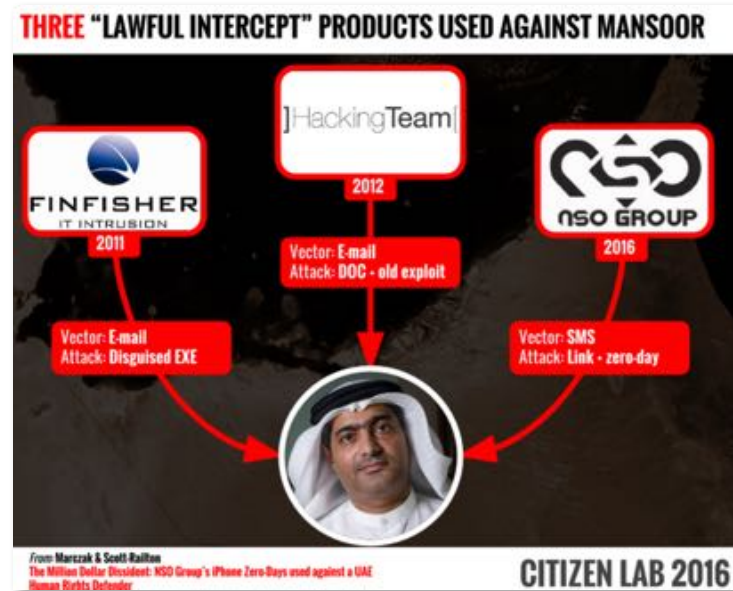 THREE “LAWFUL INTERCEPT” PRODUCTS USED AGAINST MANSOOR
]HackingTeam[
2012
FINFISHER
IT INTRUSION
2011
NSO GROUP
2016
Vector: E-mail
Attack: DOC + old exploit
Vector: E-mail
Attack: Disguised EXE
Vector: SMS
Attack: Link + zero-day
From Marczak & Scott-Railton
The Million Dollar Dissident: NSO Group's iPhone Zero-Days used against a UAE
Human Rights Defender
CITIZEN LAB 2016